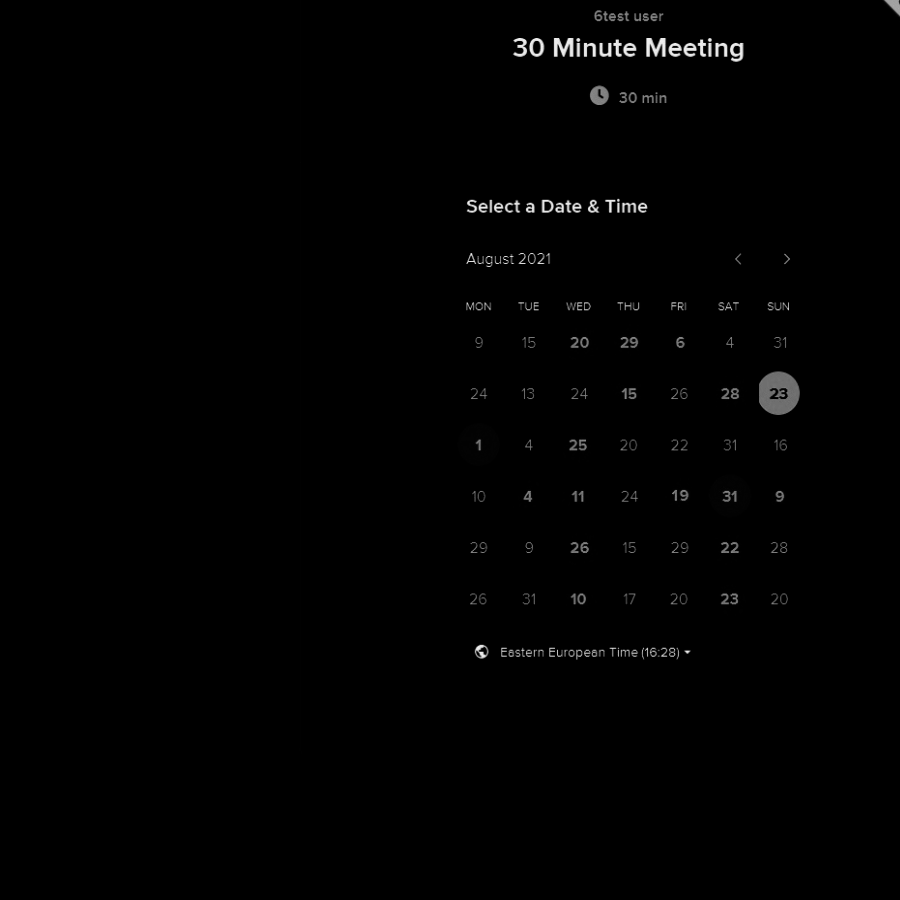 6test user
30 Minute Meeting
30 min
Select a Date & Time
August 2021
MON TUE WED THU FRI SAT SUN
9 15 20 29 6 4 31
24 13 24 15 26 28 23
1 4 25 20 22 31 16
10 4 11 24 19 31 9
29 9 26 15 29 22 28
26 31 10 17 20 23 20
Eastern European Time (16:28)